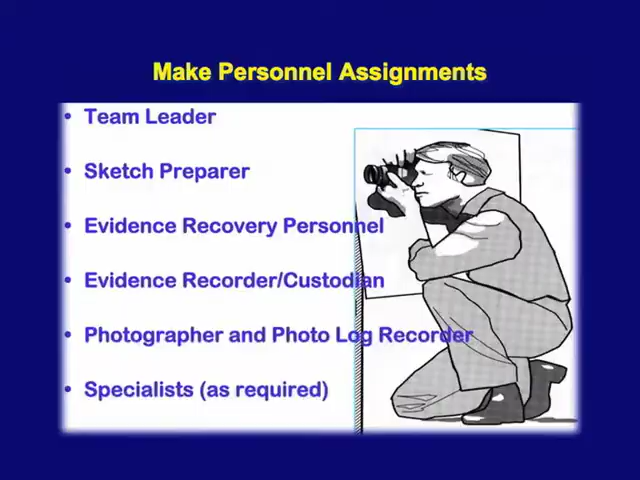 Make Personnel Assignments
• Team Leader
• Sketch Preparer
• Evidence Recovery Personnel
• Evidence Recorder/Custodian
• Photographer and Photo Log Recorder
• Specialists (as required)